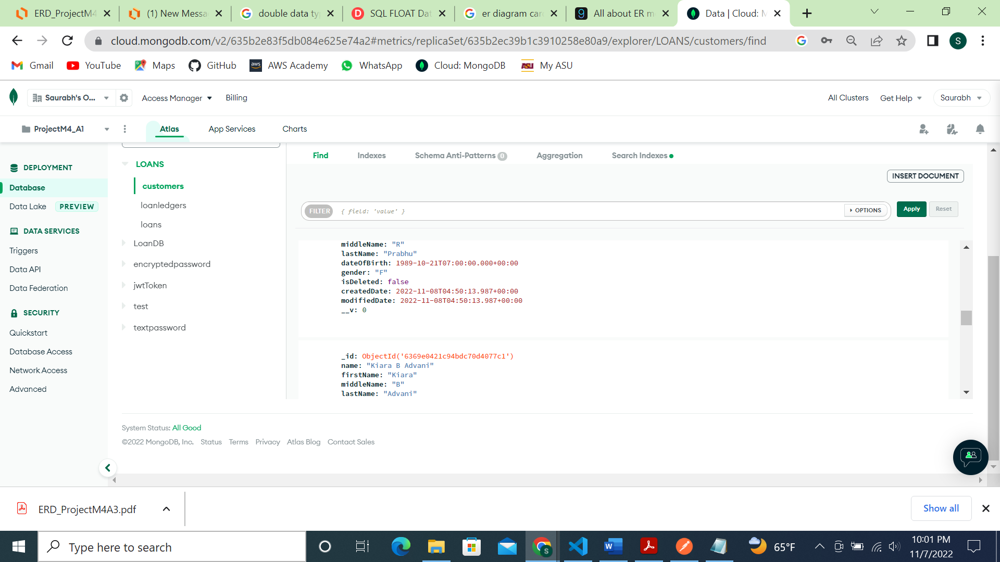 ERD_ProjectM4
(1) New Messa
double data ty
SQL FLOAT Dat
er diagram card
All about ER m
Data | Cloud: M
cloud.mongodb.com/v2/635b2e83f5db084e625e74a2#metrics/replicaSet/635b2ec39b1c3910258e80a9/explorer/LOANS/customers/find
S
Gmail
YouTube
Maps
GitHub
aws
AWS Academy
WhatsApp
Cloud: MongoDB
ASU
My ASU
Saurabh's O...
Access Manager
Billing
All Clusters
Get Help
Saurabh
ProjectM4_A1
Atlas
App Services
Charts
DEPLOYMENT
Database
Data Lake PREVIEW
DATA SERVICES
Triggers
Data API
Data Federation
SECURITY
Quickstart
Database Access
Network Access
Advanced
LOANS
customers
loanledgers
loans
LoanDB
encryptedpassword
jwtToken
test
textpassword
Find
Indexes
Schema Anti-Patterns 0
Aggregation
Search Indexes
INSERT DOCUMENT
FILTER { field: 'value' }
OPTIONS
Apply
Reset
middleName: "R"
lastName: "Prabhu"
dateOfBirth: 1989-10-21T07:00:00.000+00:00
gender: "F"
isDeleted: false
createdDate: 2022-11-08T04:50:13.987+00:00
modifiedDate: 2022-11-08T04:50:13.987+00:00
__v: 0
_id: ObjectId('6369e0421c94bdc70d4077c1')
name: "Kiara B Advani"
firstName: "Kiara"
middleName: "B"
lastName: "Advani"
System Status: All Good
©2022 MongoDB, Inc. Status Terms Privacy Atlas Blog Contact Sales
ERD_ProjectM4A3.pdf
Show all
Type here to search
S
W
65°F
10:01 PM
11/7/2022